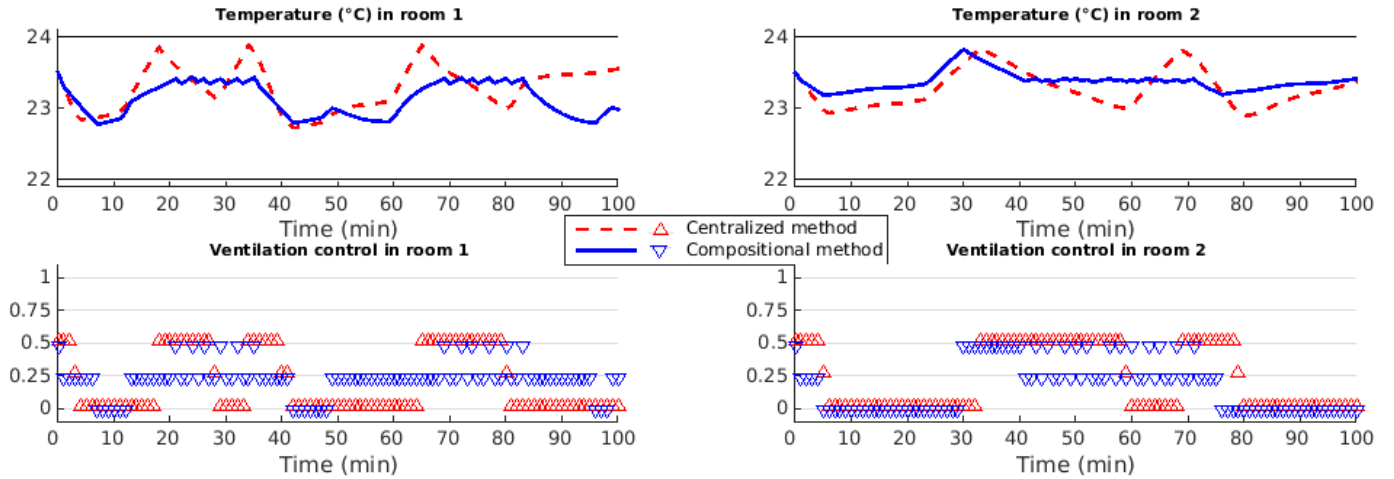 Temperature (°C) in room 1
Temperature (°C) in room 2
24
23
22
0 10 20 30 40 50 60 70 80 90 100
Time (min)
24
23
22
0 10 20 30 40 50 60 70 80 90 100
Time (min)
Centralized method
Compositional method
Ventilation control in room 1
Ventilation control in room 2
1
0.75
0.5
0.25
0
0 10 20 30 40 50 60 70 80 90 100
Time (min)
1
0.75
0.5
0.25
0
0 10 20 30 40 50 60 70 80 90 100
Time (min)